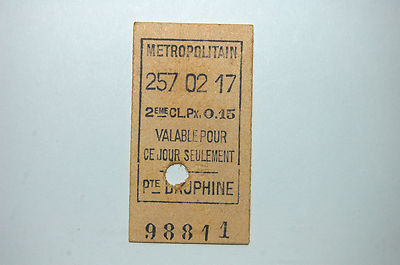 METROPOLITAIN
257 02 17
2EME CL. Px. 0.15
VALABLE POUR
CE JOUR SEULEMENT
PTE DAUPHINE
98811